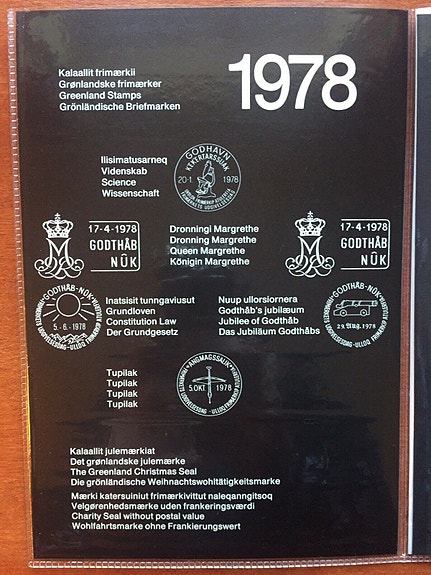 1978
Kalaallit frimærkii
Grønlandske frimærker
Greenland Stamps
Grönländische Briefmarken
Ilisimatusarneq
Videnskab
Science
Wissenschaft
GODHAVN
20-1. 1978
17-4-1978
GODTHÅB
NÛK
Dronningi Margrethe
Dronning Margrethe
Queen Margrethe
Königin Margrethe
17-4-1978
GODTHÅB
NÛK
GODTHÅB-NÛK
5.-6.-1978
Inatsisit tunngaviusut
Grundloven
Constitution Law
Der Grundgesetz
Nuup ullorsiornera
Godthåb's jubilæum
Jubilee of Godthåb
Das Jubiläum Godthåbs
GODTHÅB-NÛK
29. Aug. 1978
Tupilak
Tupilak
Tupilak
Tupilak
ANGMAGSSALIK
5.OKT. 1978
Kalaallit julemærkiat
Det grønlandske julemærke
The Greenland Christmas Seal
Die grönländische Weihnachtswohltätigkeitsmarke
Mærki katersuiniut frimærkivittut naleqanngitsoq
Velgørenhedsmærke uden frankeringsværdi
Charity Seal without postal value
Wohlfahrtsmarke ohne Frankierungswert